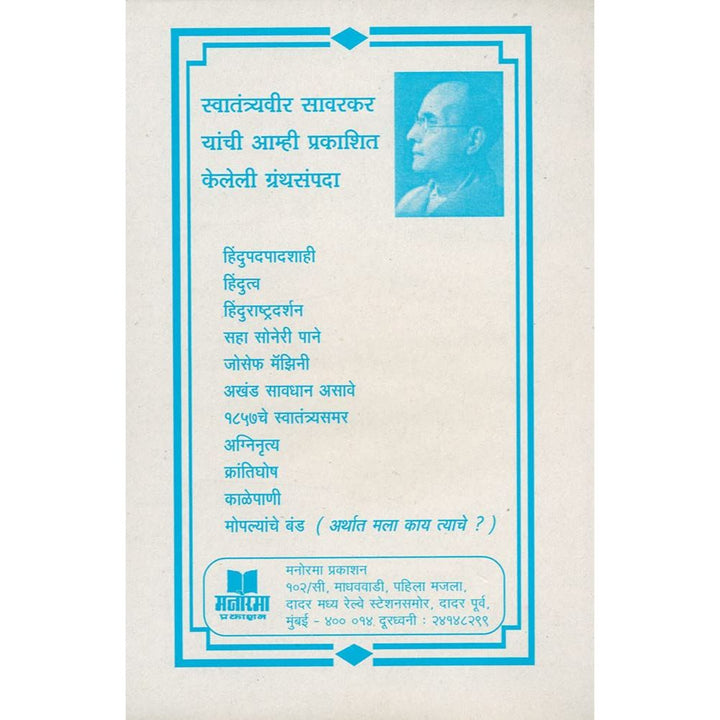 स्वातंत्र्यवीर सावरकर
यांची आम्ही प्रकाशित
केलेली ग्रंथसंपदा
हिंदुपदपादशाही
हिंदुत्व
हिंदुराष्ट्रदर्शन
सहा सोनेरी पाने
जोसेफ मॅझिनी
अखंड सावधान असावे
१८५७चे स्वातंत्र्यसमर
अग्निनृत्य
क्रांतिघोष
काळेपाणी
मोपल्यांचे बंड ( अर्थात मला काय त्याचे ? )
मनोरमा
प्रकाशन
मनोरमा प्रकाशन
१०२/सी, माधववाडी, पहिला मजला,
दादर मध्य रेल्वे स्टेशनसमोर, दादर पूर्व,
मुंबई - ४०० ०१४ दूरध्वनी : २४१४८२९९